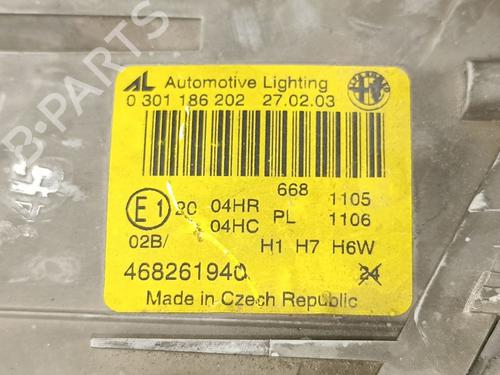 AL Automotive Lighting
0 301 186 202 27.02.03
668
E1 20 04HR PL 1105
04HC 1106
02B/ H1 H7 H6W
468261940 24
Made in Czech Republic
B-PARTS